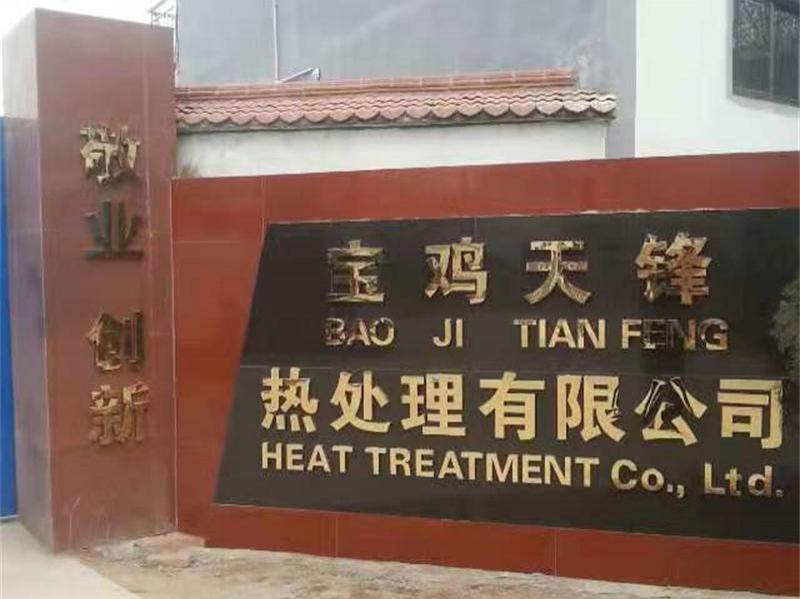 敬业 创新
宝鸡天锋
BAO JI TIAN FENG
热处理有限公司
HEAT TREATMENT Co., Ltd.